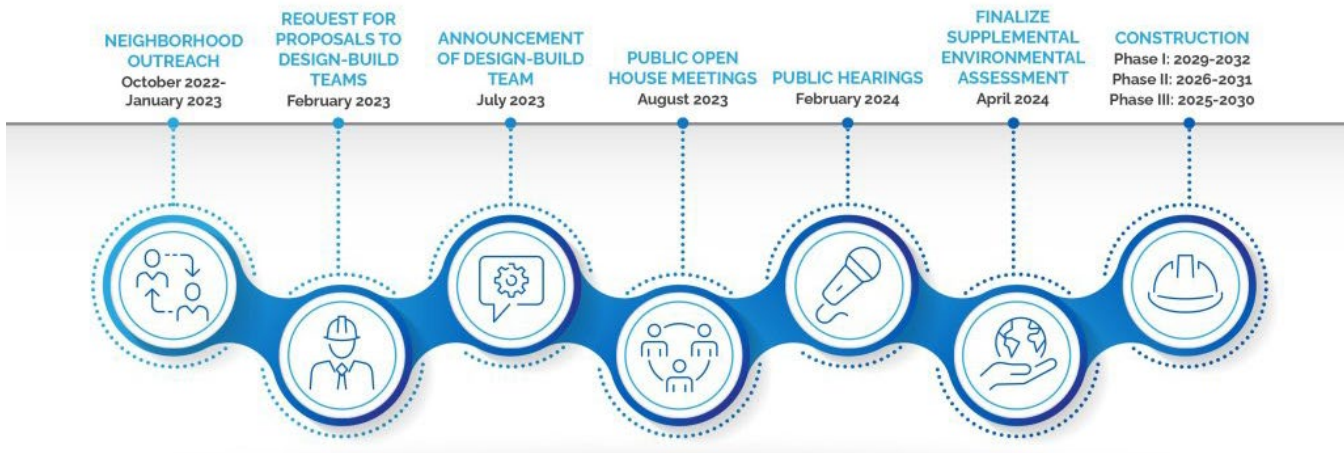 NEIGHBORHOOD
OUTREACH
October 2022-
January 2023
REQUEST FOR
PROPOSALS TO
DESIGN-BUILD
TEAMS
February 2023
ANNOUNCEMENT
OF DESIGN-BUILD
TEAM
July 2023
PUBLIC OPEN
HOUSE MEETINGS
August 2023
PUBLIC HEARINGS
February 2024
FINALIZE
SUPPLEMENTAL
ENVIRONMENTAL
ASSESSMENT
April 2024
CONSTRUCTION
Phase I: 2029-2032
Phase II: 2026-2031
Phase III: 2025-2030